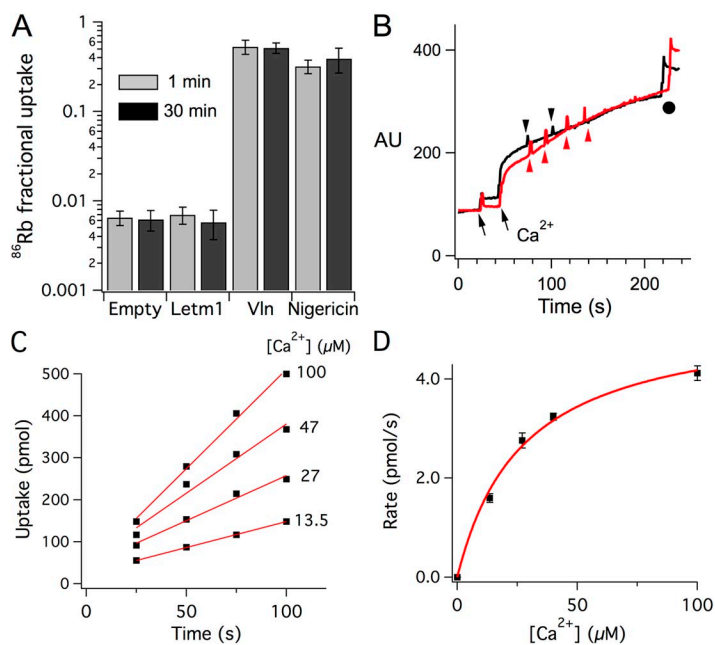 A
⁸⁶Rb fractional uptake
1
6
4
2
0.1
6
4
2
0.01
6
4
2
0.001
1 min
30 min
Empty Letm1 Vln Nigericin
B
AU
400
200
0
Ca²⁺
0 100 200
Time (s)
C
[Ca²⁺] (µM)
Uptake (pmol)
500
400
300
200
100
0
100
47
27
13.5
0 50 100
Time (s)
D
Rate (pmol/s)
4.0
2.0
0.0
0 50 100
[Ca²⁺] (µM)